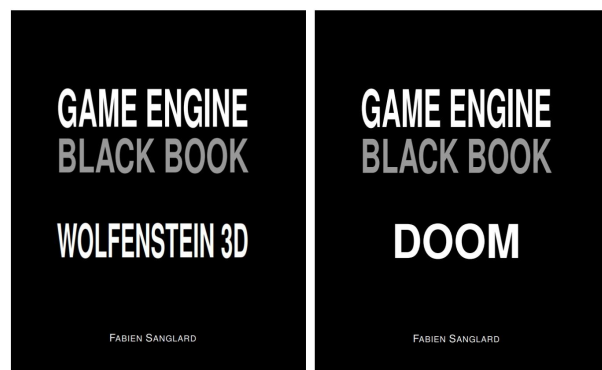 GAME ENGINE
BLACK BOOK
WOLFENSTEIN 3D
FABIEN SANGLARD
GAME ENGINE
BLACK BOOK
DOOM
FABIEN SANGLARD